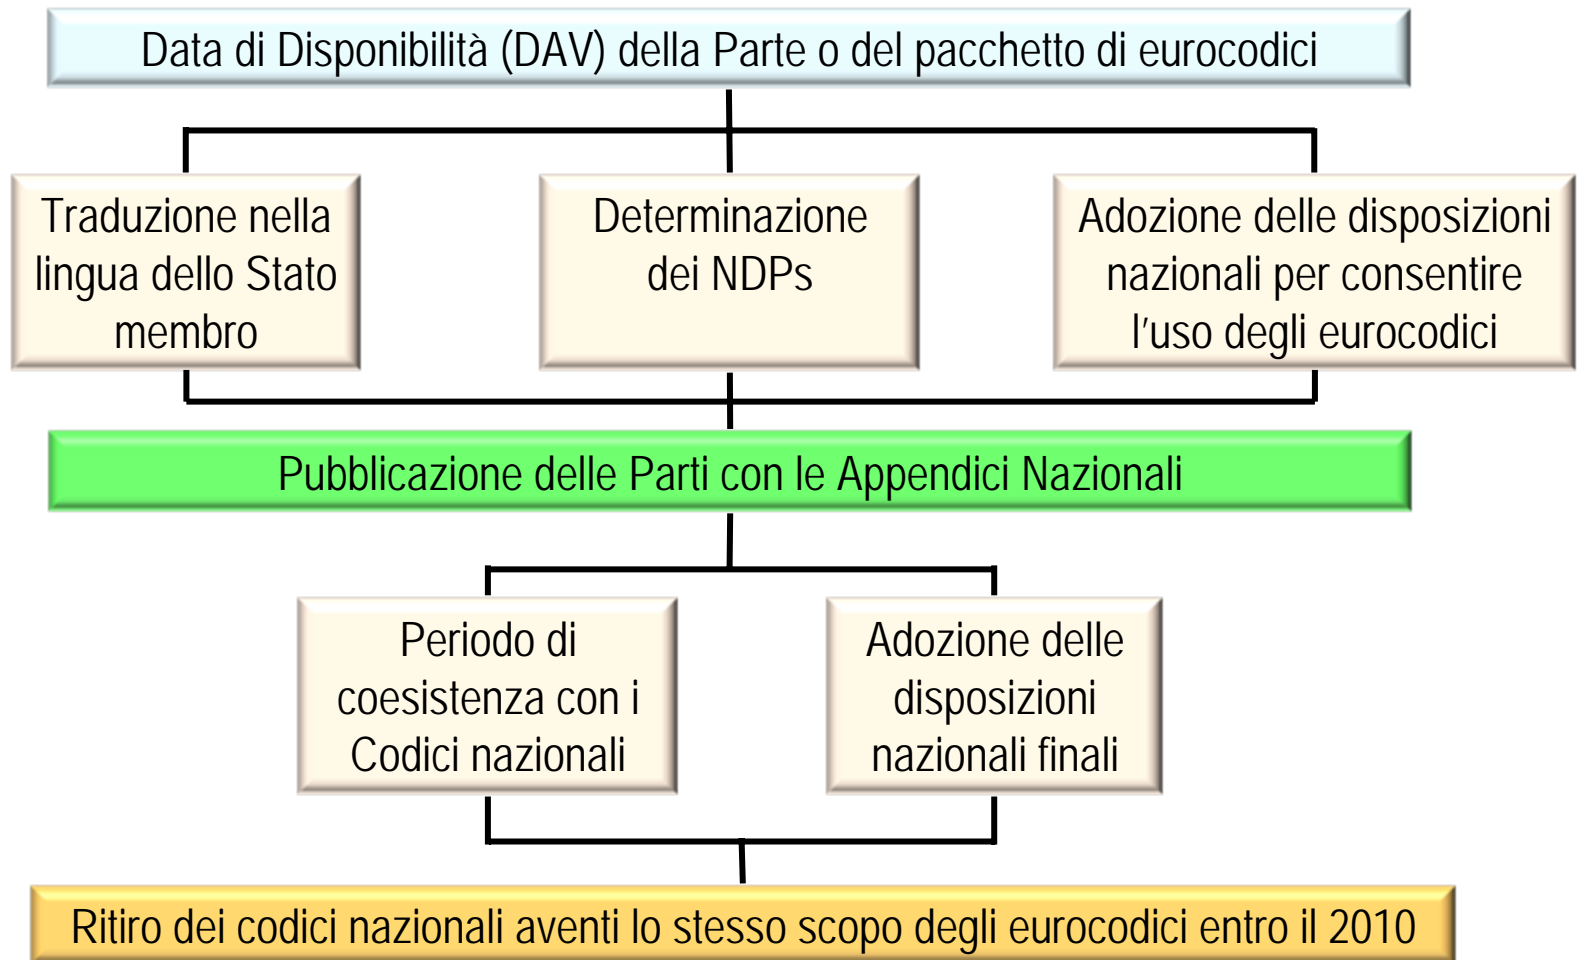 Data di Disponibilità (DAV) della Parte o del pacchetto di eurocodici
Traduzione nella
lingua dello Stato
membro
Determinazione
dei NDPs
Adozione delle disposizioni
nazionali per consentire
l'uso degli eurocodici
Pubblicazione delle Parti con le Appendici Nazionali
Periodo di
coesistenza con i
Codici nazionali
Adozione delle
disposizioni
nazionali finali
Ritiro dei codici nazionali aventi lo stesso scopo degli eurocodici entro il 2010